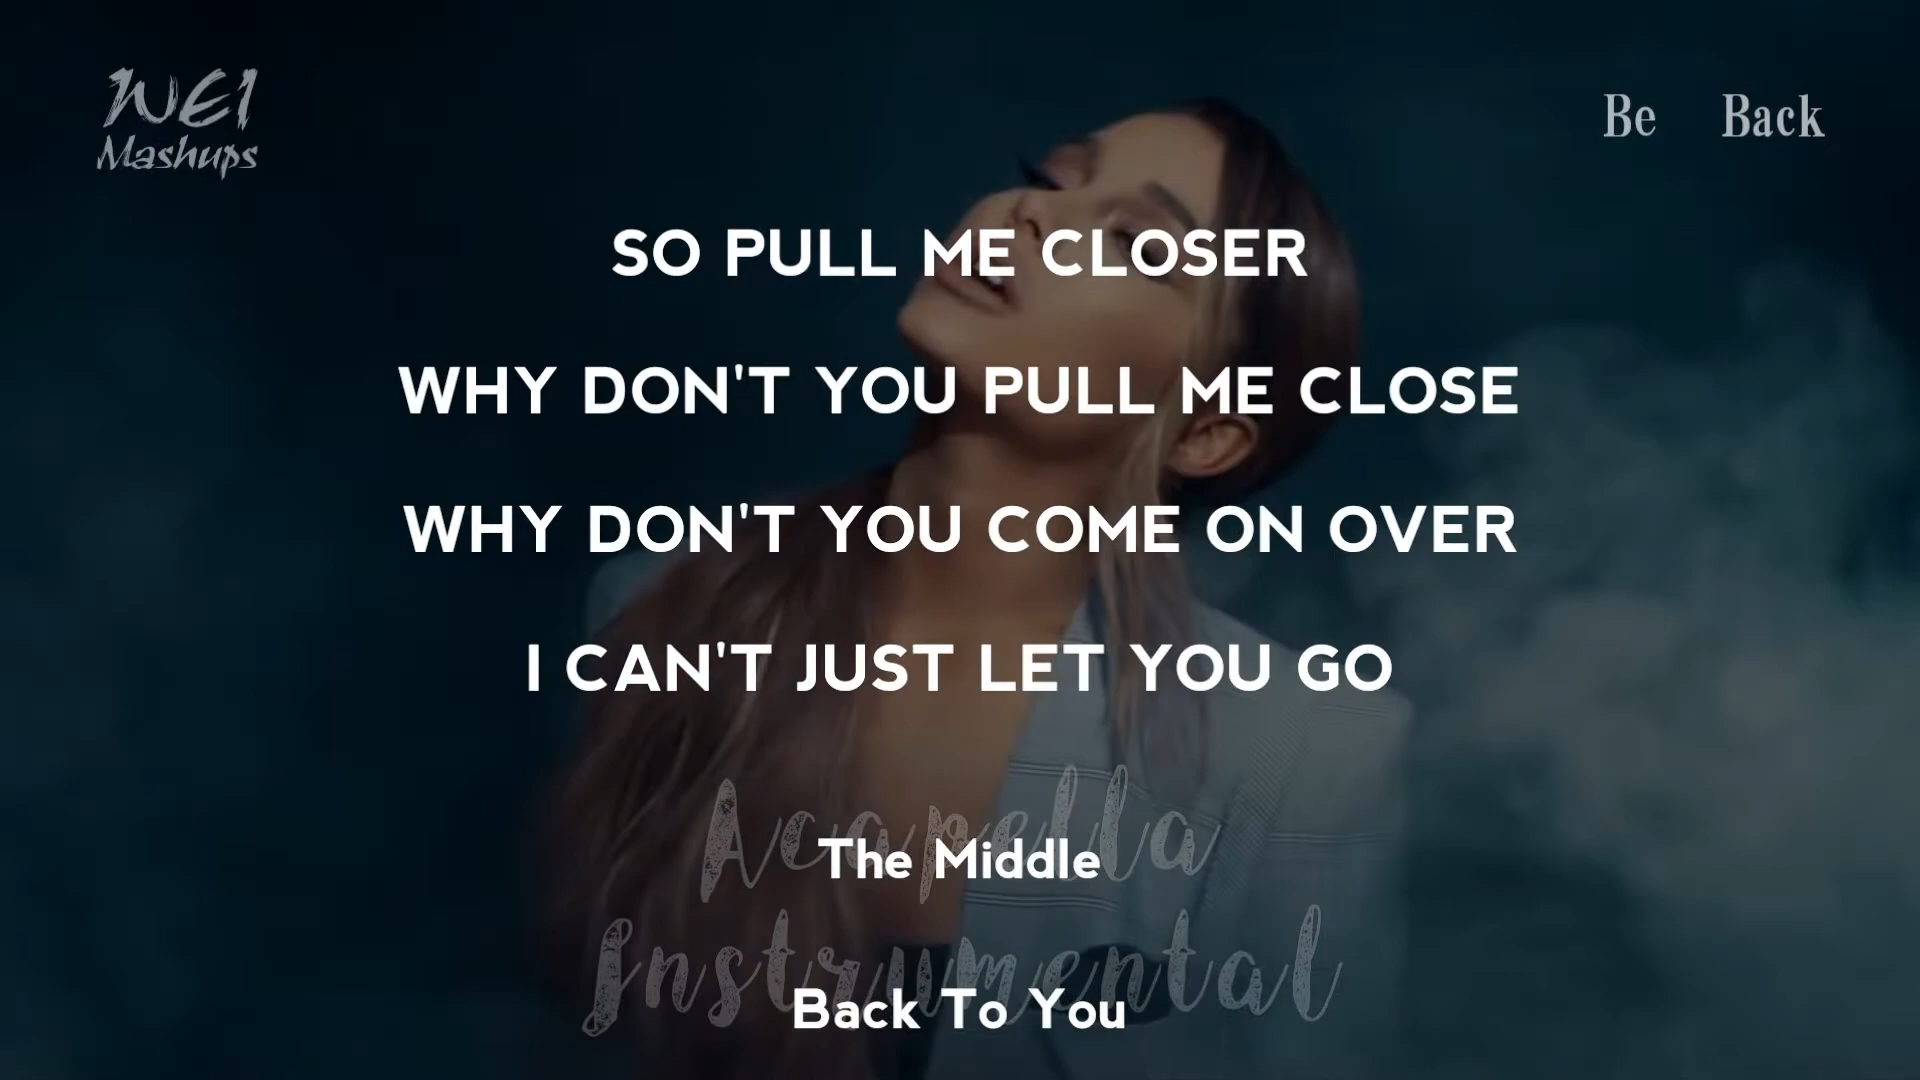 WEI
Mashups
Be Back
SO PULL ME CLOSER
WHY DON'T YOU PULL ME CLOSE
WHY DON'T YOU COME ON OVER
I CAN'T JUST LET YOU GO
Acapella
The Middle
Instrumental
Back To You